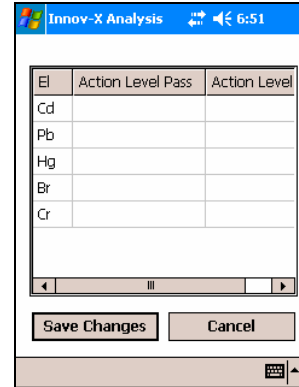 Innov-X Analysis 6:51
El Action Level Pass Action Level
Cd
Pb
Hg
Br
Cr
Save Changes Cancel